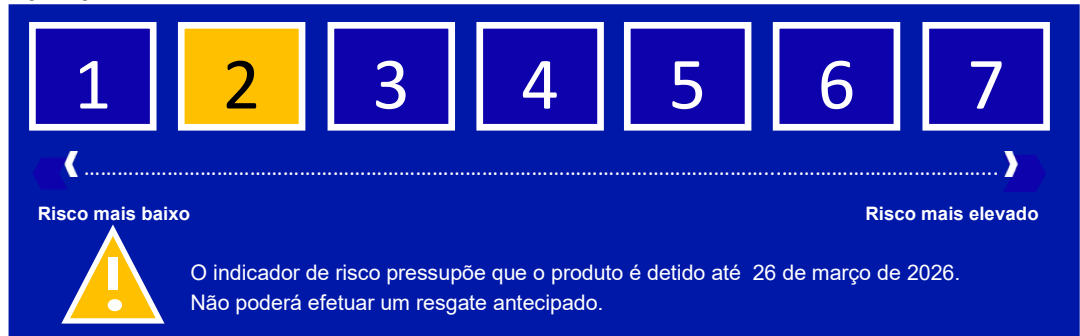 1 2 3 4 5 6 7
Risco mais baixo Risco mais elevado
O indicador de risco pressupõe que o produto é detido até 26 de março de 2026.
Não poderá efetuar um resgate antecipado.